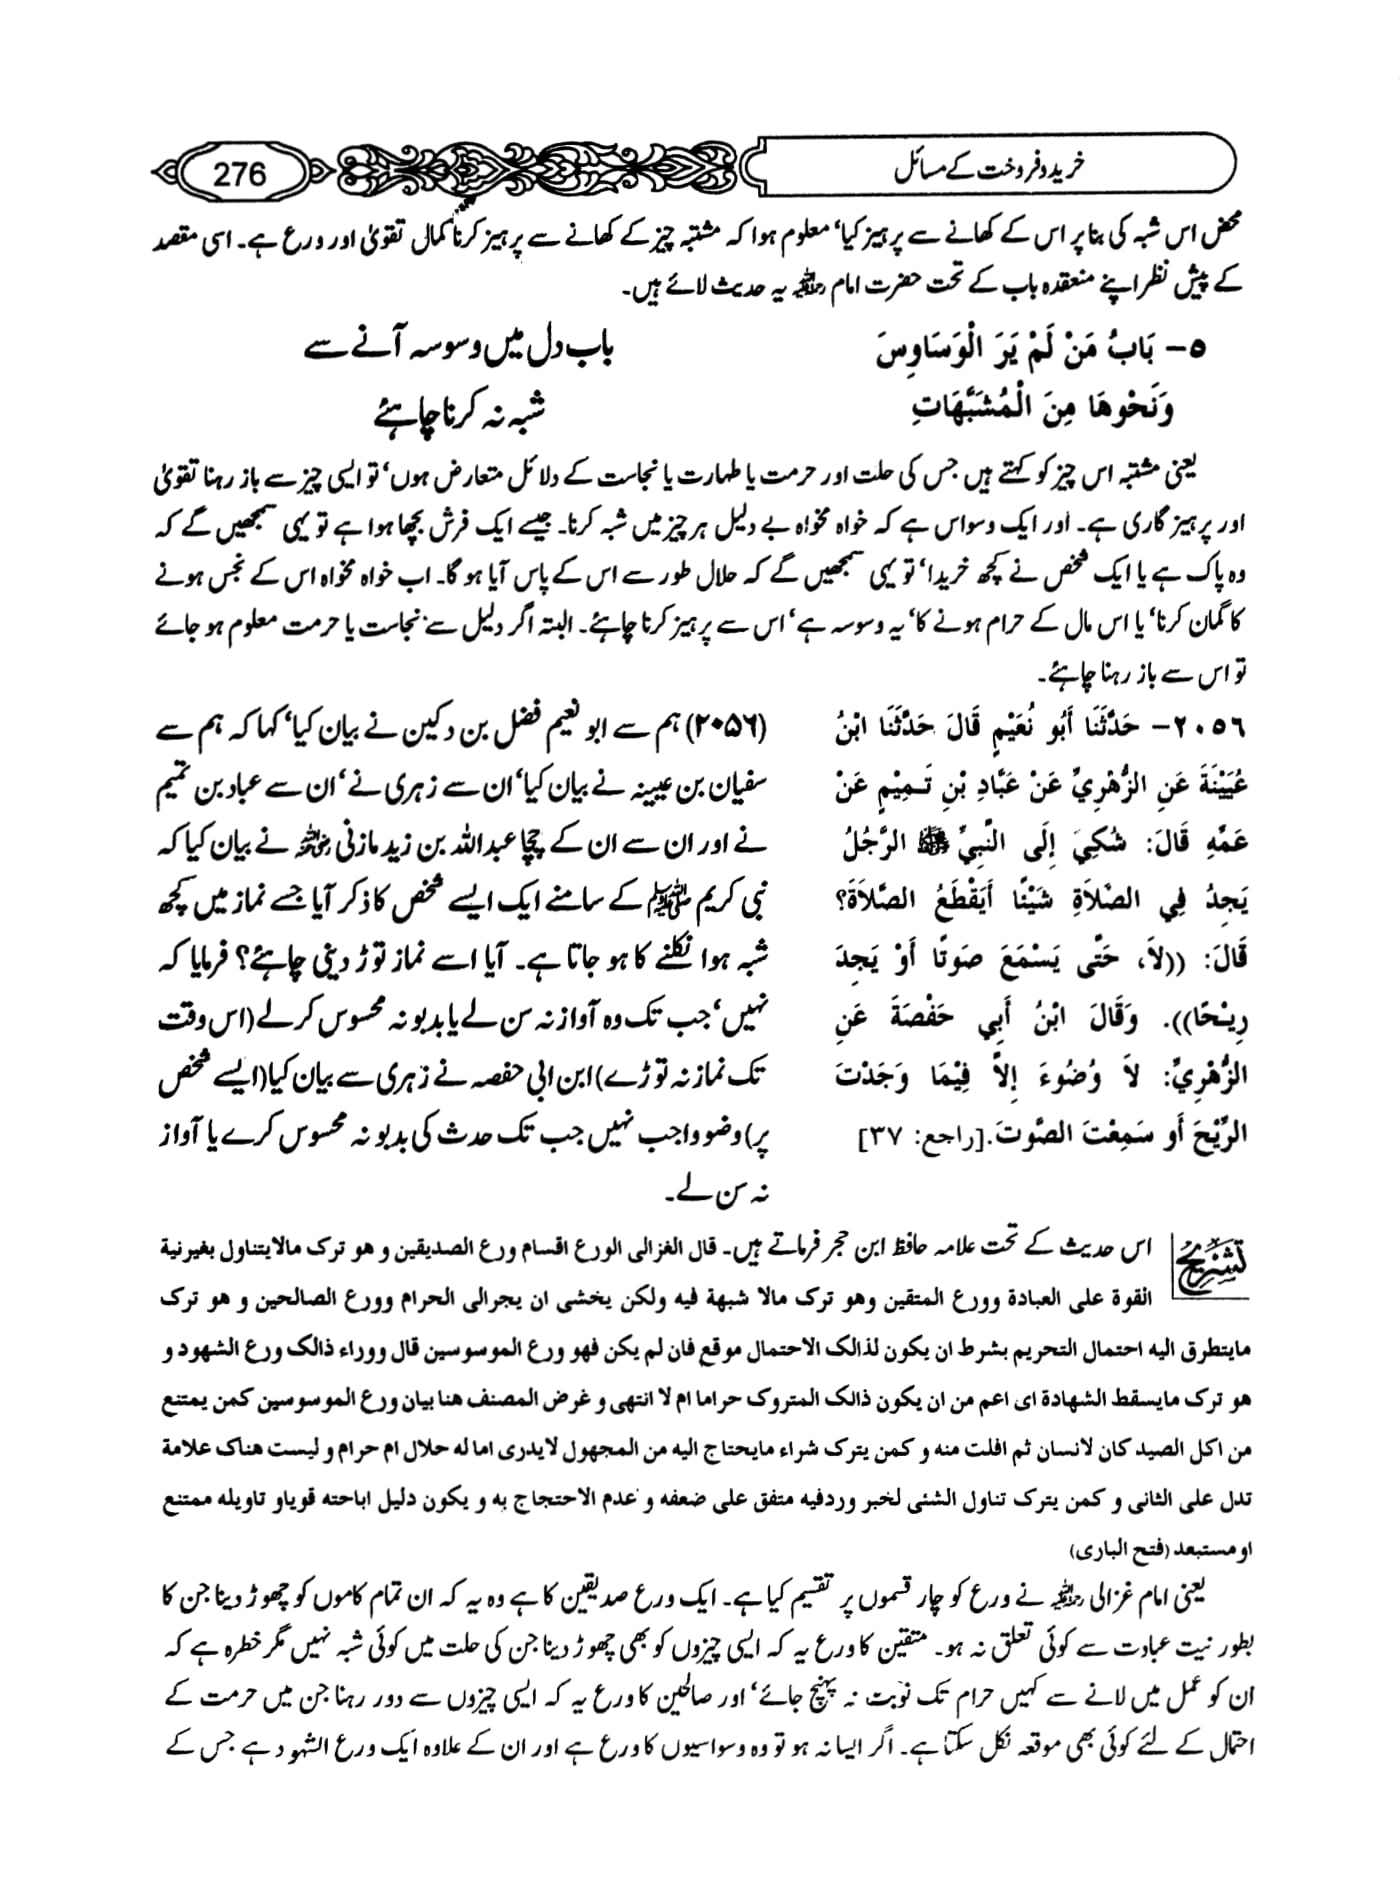 خرید و فروخت کے مسائل
276
محض اس شبہ کی بنا پر اس کے کھانے سے پرہیز کیا‘ معلوم ہوا کہ مشتبہ چیز کے کھانے سے پرہیز کرنا کمال تقویٰ اور ورع ہے۔ اسی مقصد
کے پیش نظر اپنے منعقدہ باب کے تحت حضرت امام رحمہ اللہ یہ حدیث لائے ہیں۔
٥- بَابُ مَنْ لَمْ يَرَ الْوَسَاوِسَ
وَنَحْوِهَا مِنَ الْمُشَبَّهَاتِ
باب دل میں وسوسہ آنے سے
شبہ نہ کرنا چاہئے
یعنی مشتبہ اس چیز کو کہتے ہیں جس کی حلت اور حرمت یا طہارت یا نجاست کے دلائل متعارض ہوں‘ تو ایسی چیز سے باز رہنا تقویٰ
اور پرہیز گاری ہے۔ اور ایک وسواس ہے کہ خواہ مخواہ بے دلیل ہر چیز میں شبہ کرنا۔ جیسے ایک فرش بچھا ہوا ہے تو یہی سمجھیں گے کہ
وہ پاک ہے یا ایک شخص نے کچھ خریدا‘ تو یہی سمجھیں گے کہ حلال طور سے اس کے پاس آیا ہو گا۔ اب خواہ مخواہ اس کے نجس ہونے
کا گمان کرنا‘ یا اس مال کے حرام ہونے کا‘ یہ وسوسہ ہے‘ اس سے پرہیز کرنا چاہئے۔ البتہ اگر دلیل سے نجاست یا حرمت معلوم ہو جائے
تو اس سے باز رہنا چاہئے۔
٢٠٥٦- حَدَّثَنَا أَبُو نُعَيْمٍ قَالَ حَدَّثَنَا ابْنُ
عُيَيْنَةَ عَنِ الزُّهْرِيِّ عَنْ عَبَّادِ بْنِ تَمِيْمٍ عَنْ
عَمِّهِ قَالَ: شُكِيَ إِلَى النَّبِيِّ ﷺ الرَّجُلُ
يَجِدُ فِي الصَّلاَةِ شَيْئًا أَيَقْطَعُ الصَّلاَةَ؟
قَالَ: ((لاَ، حَتَّى يَسْمَعَ صَوتًا أَوْ يَجِدَ
رِيْحًا)). وَقَالَ ابْنُ أَبِي حَفْصَةَ عَنِ
الزُّهْرِيِّ: لاَ وُضُوءَ إِلاَّ فِيْمَا وَجَدْتَ
الرِّيْحَ أَو سَمِعْتَ الصَّوتَ.[راجع: ٣٧]
(۲۰۵۶) ہم سے ابو نعیم فضل بن دکین نے بیان کیا‘ کہا کہ ہم سے
سفیان بن عیینہ نے بیان کیا‘ ان سے زہری نے‘ ان سے عباد بن تمیم
نے اور ان سے ان کے چچا عبداللہ بن زید مازنی رضی اللہ عنہ نے بیان کیا کہ
نبی کریم صلی اللہ علیہ وسلم کے سامنے ایک ایسے شخص کا ذکر آیا جسے نماز میں کچھ
شبہ ہوا نکلنے کا ہو جاتا ہے۔ آیا اسے نماز توڑ دینی چاہئے؟ فرمایا کہ
نہیں‘ جب تک وہ آواز نہ سن لے یا بدبو نہ محسوس کر لے (اس وقت
تک نماز نہ توڑے) ابن ابی حفصہ نے زہری سے بیان کیا (ایسے شخص
پر) وضو واجب نہیں جب تک حدث کی بدبو نہ محسوس کرے یا آواز
نہ سن لے۔
تشریح اس حدیث کے تحت علامہ حافظ ابن حجر فرماتے ہیں۔ قال الغزالی الورع اقسام ورع الصدیقین و ھو ترک مالایتناول بغیرنیة
القوة علی العبادة وورع المتقین وھو ترک مالا شبھة فیہ ولکن یخشی ان یجرالی الحرام وورع الصالحین و ھو ترک
مایتطرق الیہ احتمال التحریم بشرط ان یکون لذالک الاحتمال موقع فان لم یکن فھو ورع الموسوسین قال ووراء ذالک ورع الشھود و
ھو ترک مایسقط الشھادة ای اعم من ان یکون ذالک المتروک حراما ام لا انتھی و غرض المصنف ھنا بیان ورع الموسوسین کمن یمتنع
من اکل الصید کان لانسان ثم افلت منہ و کمن یترک شراء مایحتاج الیہ من المجھول لایدری امالہ حلال ام حرام و لیست ھناک علامة
تدل علی الثانی و کمن یترک تناول الشئی لخبر وردفیہ متفق علی ضعفہ و عدم الاحتجاج بہ و یکون دلیل اباحتہ قویاو تاویلہ ممتنع
اومستبعد (فتح الباری)
یعنی امام غزالی رحمہ اللہ نے ورع کو چار قسموں پر تقسیم کیا ہے۔ ایک ورع صدیقین کا ہے وہ یہ کہ ان تمام کاموں کو چھوڑ دینا جن کا
بطور نیت عبادت سے کوئی تعلق نہ ہو۔ متقین کا ورع یہ کہ ایسی چیزوں کو بھی چھوڑ دینا جن کی حلت میں کوئی شبہ نہیں مگر خطرہ ہے کہ
ان کو عمل میں لانے سے کہیں حرام تک نوبت نہ پہنچ جائے‘ اور صالحین کا ورع یہ کہ ایسی چیزوں سے دور رہنا جن میں حرمت کے
احتمال کے لئے کوئی بھی موقعہ نکل سکتا ہے۔ اگر ایسا نہ ہو تو وہ وسواسیوں کا ورع ہے اور ان کے علاوہ ایک ورع الشہود ہے جس کے